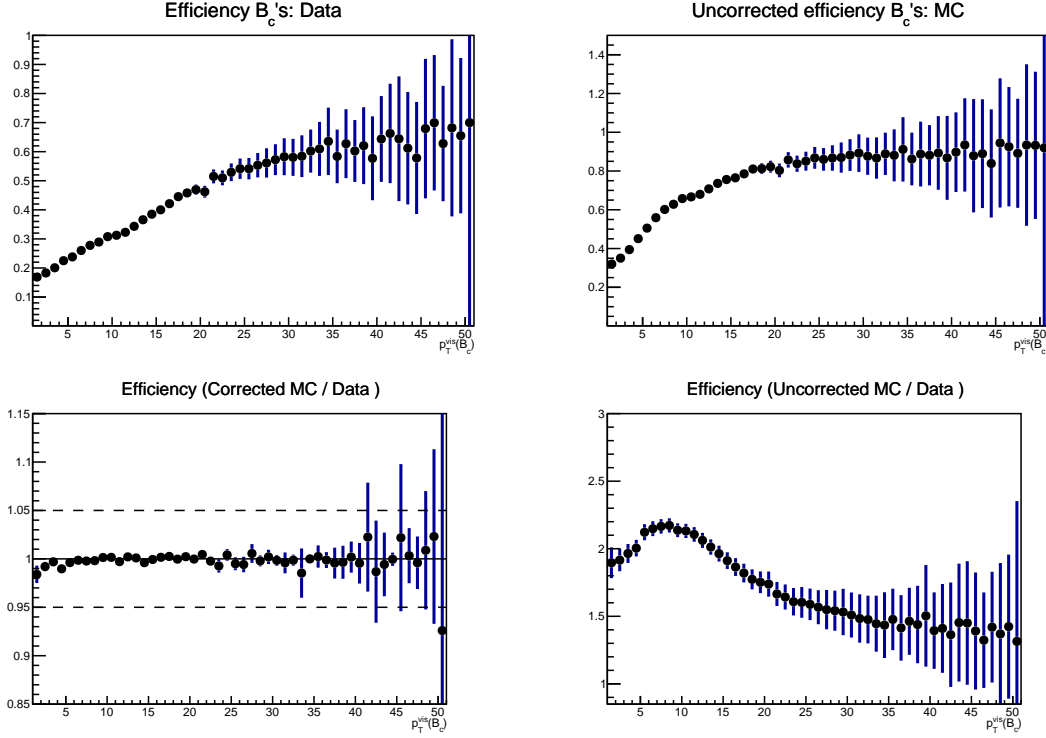 Efficiency B_c's: Data
1
0.9
0.8
0.7
0.6
0.5
0.4
0.3
0.2
0.1
5 10 15 20 25 30 35 40 45 50
p_T^vis(B_c)
Uncorrected efficiency B_c's: MC
1.4
1.2
1
0.8
0.6
0.4
0.2
5 10 15 20 25 30 35 40 45 50
p_T^vis(B_c
Efficiency (Corrected MC / Data )
1.15
1.1
1.05
1
0.95
0.9
0.85
5 10 15 20 25 30 35 40 45 50
p_T^vis(B_c)
Efficiency (Uncorrected MC / Data )
3
2.5
2
1.5
1
5 10 15 20 25 30 35 40 45 50
p_T^vis(B_c)